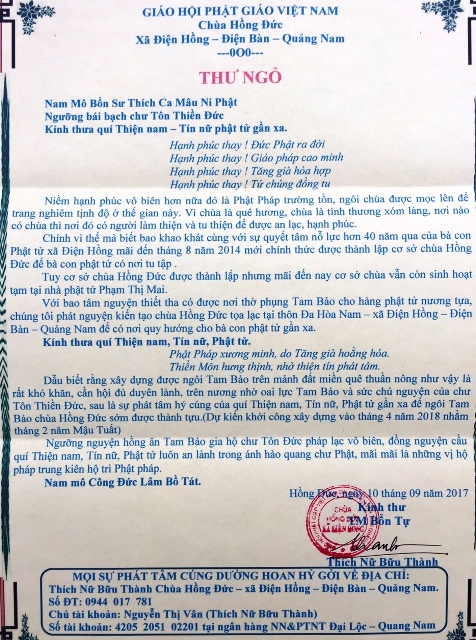 GIÁO HỘI PHẬT GIÁO VIỆT NAM
Chùa Hồng Đức
Xã Điện Hồng – Điện Bàn – Quảng Nam
---0O0---
THƯ NGỎ
Nam Mô Bổn Sư Thích Ca Mâu Ni Phật
Ngưỡng bái bạch chư Tôn Thiền Đức
Kính thưa quí Thiện nam – Tín nữ phật tử gần xa.
Hạnh phúc thay ! Đức Phật ra đời
Hạnh phúc thay ! Giáo pháp cao minh
Hạnh phúc thay ! Tăng già hòa hợp
Hạnh phúc thay ! Tứ chúng đồng tu
Niềm hạnh phúc vô biên hơn nữa đó là Phật Pháp trường tồn, ngôi chùa được mọc lên để
trang nghiêm tịnh độ ở thế gian này. Vì chùa là quê hương, chùa là tình thương xóm làng, nơi nào
có chùa thì nơi đó có người làm thiện và tu thiện để được an lạc, hạnh phúc.
Chính vì thế mà biết bao khao khát cùng với sự quyết tâm nỗ lực hơn 40 năm qua của bà con
Phật tử xã Điện Hồng mãi đến tháng 8 năm 2014 mới chính thức được thành lập cơ sở chùa Hồng
Đức để bà con phật tử có nơi tu tập .
Tuy cơ sở chùa Hồng Đức được thành lập nhưng mãi đến nay cơ sở chùa vẫn còn sinh hoạt
tạm tại nhà phật tử Phạm Thị Mai.
Với bao tâm nguyện thiết tha có được nơi thờ phụng Tam Bảo cho hàng phật tử nương tựa,
chúng tôi phát nguyện kiến tạo chùa Hồng Đức tọa lạc tại thôn Đa Hòa Nam – xã Điện Hồng – Điện
Bàn – Quảng Nam để có nơi quy hướng cho bà con phật tử gần xa.
Kính thưa quí Thiện nam, Tín nữ, Phật tử.
Phật Pháp xương minh, do Tăng già hoằng hóa.
Thiền Môn hưng thịnh, nhờ thiện tín phát tâm.
Dẫu biết rằng xây dựng được ngôi Tam Bảo trên mảnh đất miền quê thuần nông như vậy là
rất khó khăn, cần hội đủ duyên lành, trên nương nhờ oai lực Tam Bảo và sức chú nguyện của chư
Tôn Thiền Đức, sau là sự phát tâm hỷ cúng của quí Thiện nam, Tín nữ, Phật tử gần xa để ngôi Tam
Bảo chùa Hồng Đức sớm được thành tựu.(Dự kiến khởi công xây dựng vào tháng 4 năm 2018 nhằm
tháng 2 năm Mậu Tuất)
Ngưỡng nguyện hồng ân Tam Bảo gia hộ chư Tôn Đức pháp lạc vô biên, đồng nguyện cầu
quí Thiện nam, Tín nữ, Phật tử luôn an lành trong ánh hào quang chư Phật, mãi mãi là những vị hộ
pháp trung kiên hộ trì Phật pháp.
Nam mô Công Đức Lâm Bồ Tát.
Hồng Đức, ngày 10 tháng 09 năm 2017
Kính thư
TM Bổn Tự
CHÙA
HỒNG ĐỨC
XÃ ĐIỆN HỒNG
Thích Nữ Bửu Thành
MỌI SỰ PHÁT TÂM CÚNG DƯỜNG HOAN HỶ GỞI VỀ ĐỊA CHỈ:
Thích Nữ Bửu Thành Chùa Hồng Đức – xã Điện Hồng – Điện Bàn – Quảng Nam.
Số ĐT: 0944 017 781
Chủ tài khoản: Nguyễn Thị Vân (Thích Nữ Bửu Thành)
Số tài khoản: 4205 2051 02201 tại ngân hàng NN&PTNT Đại Lộc – Quảng Nam